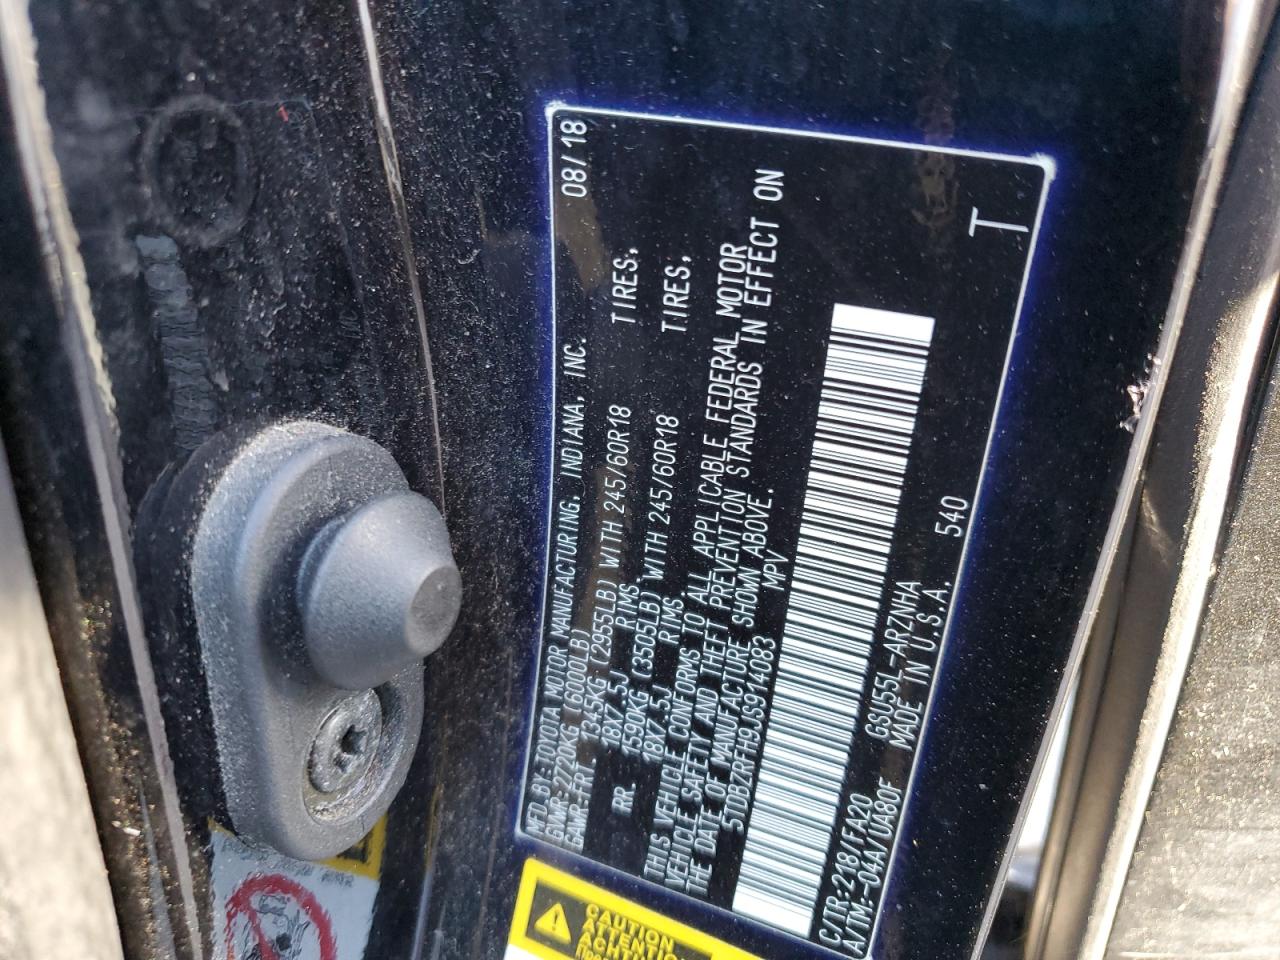 MFD. BY: TOYOTA MOTOR MANUFACTURING, INDIANA, INC. 08/18
GVWR-2720KG (6000LB)
GAWR-FRT. 1345KG (2955LB) WITH 245/60R18 TIRES,
18X7.5J RIMS.
RR. 1590KG (3505LB) WITH 245/60R18 TIRES,
18X7.5J RIMS.
THIS VEHICLE CONFORMS TO ALL APPLICABLE FEDERAL MOTOR
VEHICLE SAFETY AND THEFT PREVENTION STANDARDS IN EFFECT ON
THE DATE OF MANUFACTURE SHOWN ABOVE.
5TDBZRFH9JS914083 MPV
C/TR:218/FA20 GSU55L-ARZNHA
A/TM:-04A/UA80F MADE IN U.S.A. 540
T
CAUTION
ATTENTION
ACHTUNG